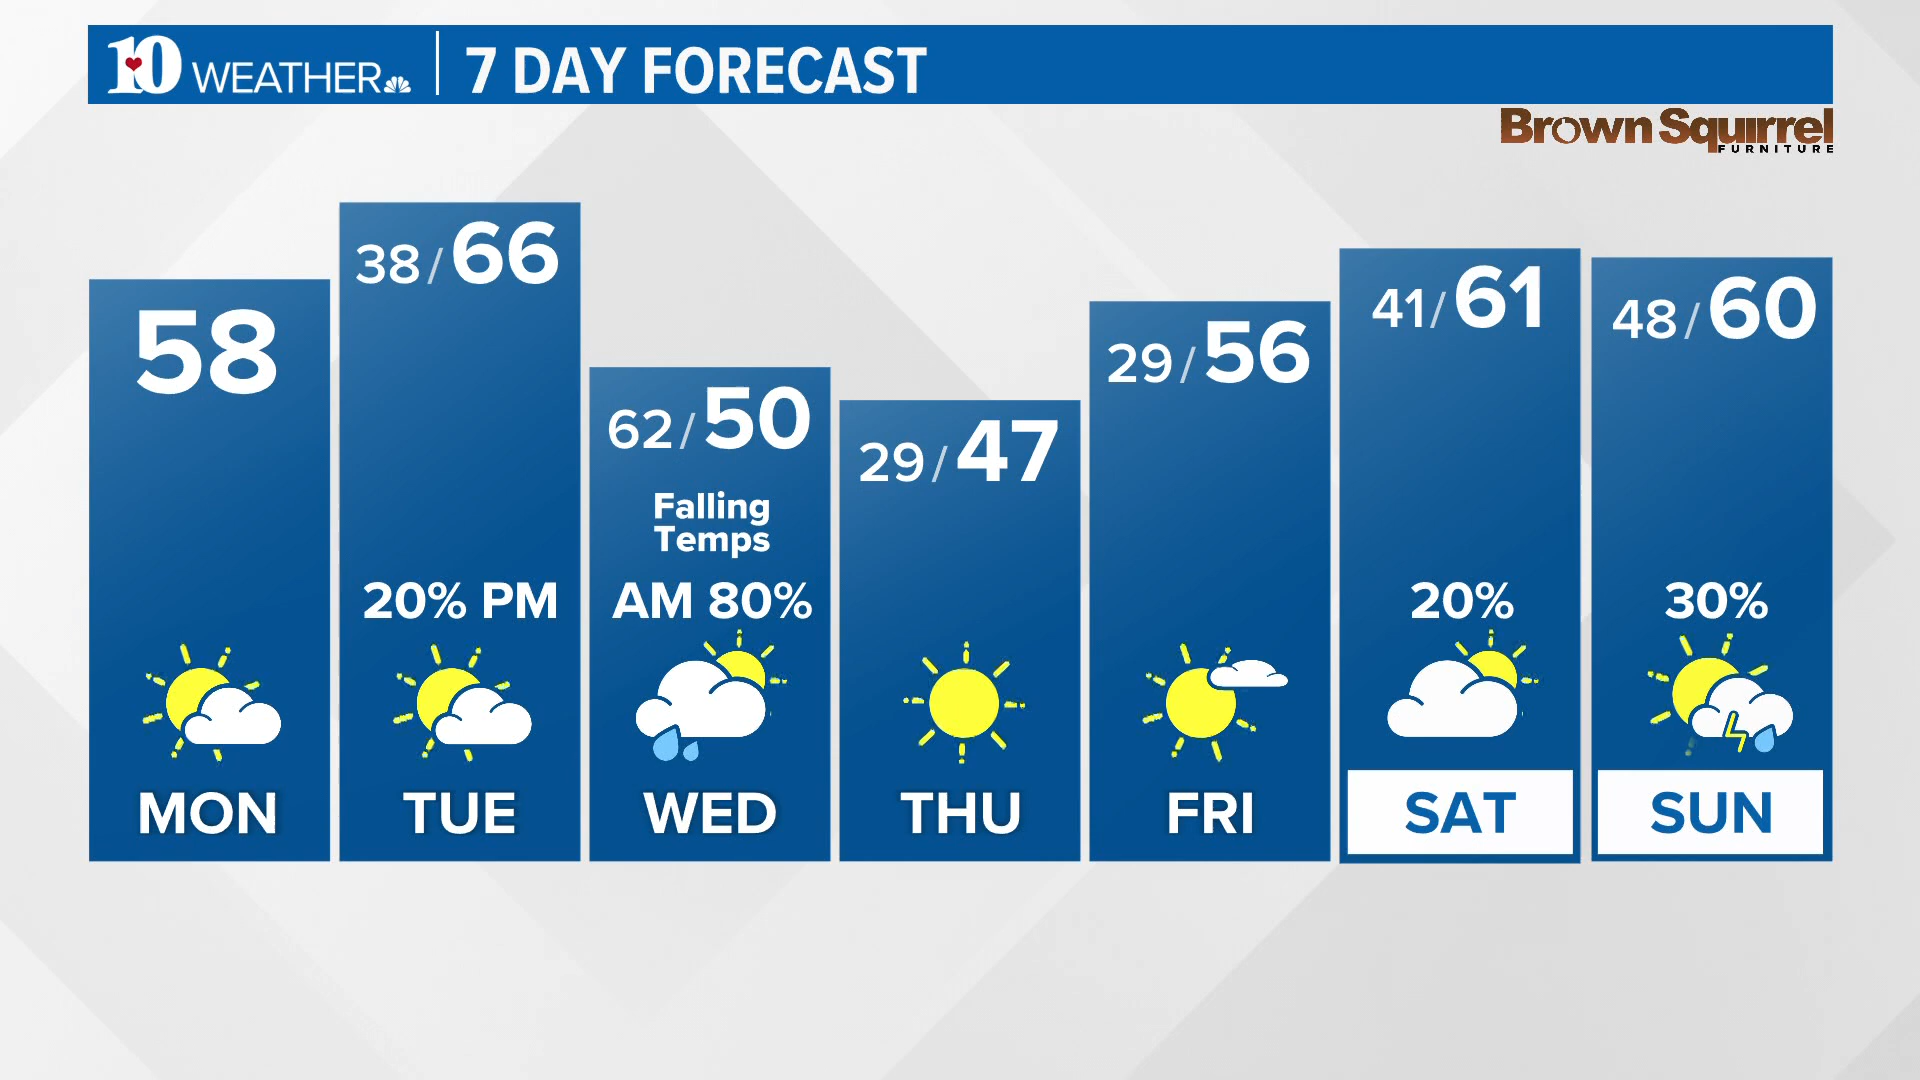 10 WEATHER 7 DAY FORECAST
Brown Squirrel
FURNITURE
58
MON
38/66
20% PM
TUE
62/50
Falling
Temps
AM 80%
WED
29/47
THU
29/56
FRI
41/61
20%
SAT
48/60
30%
SUN